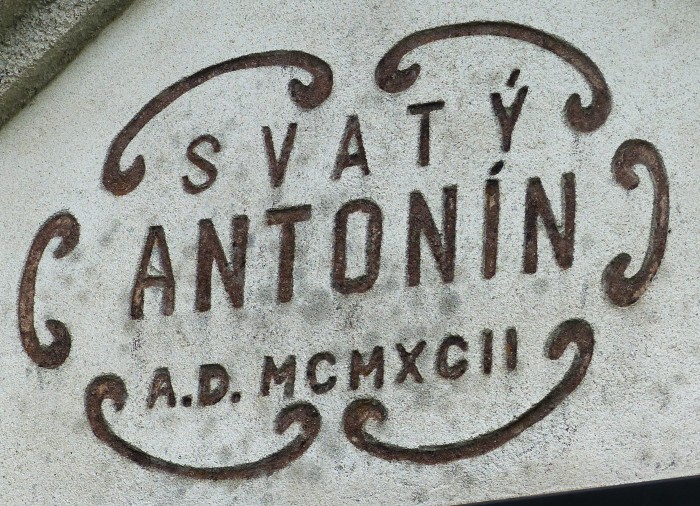 SVATÝ
ANTONÍN
A.D. MCMXCII